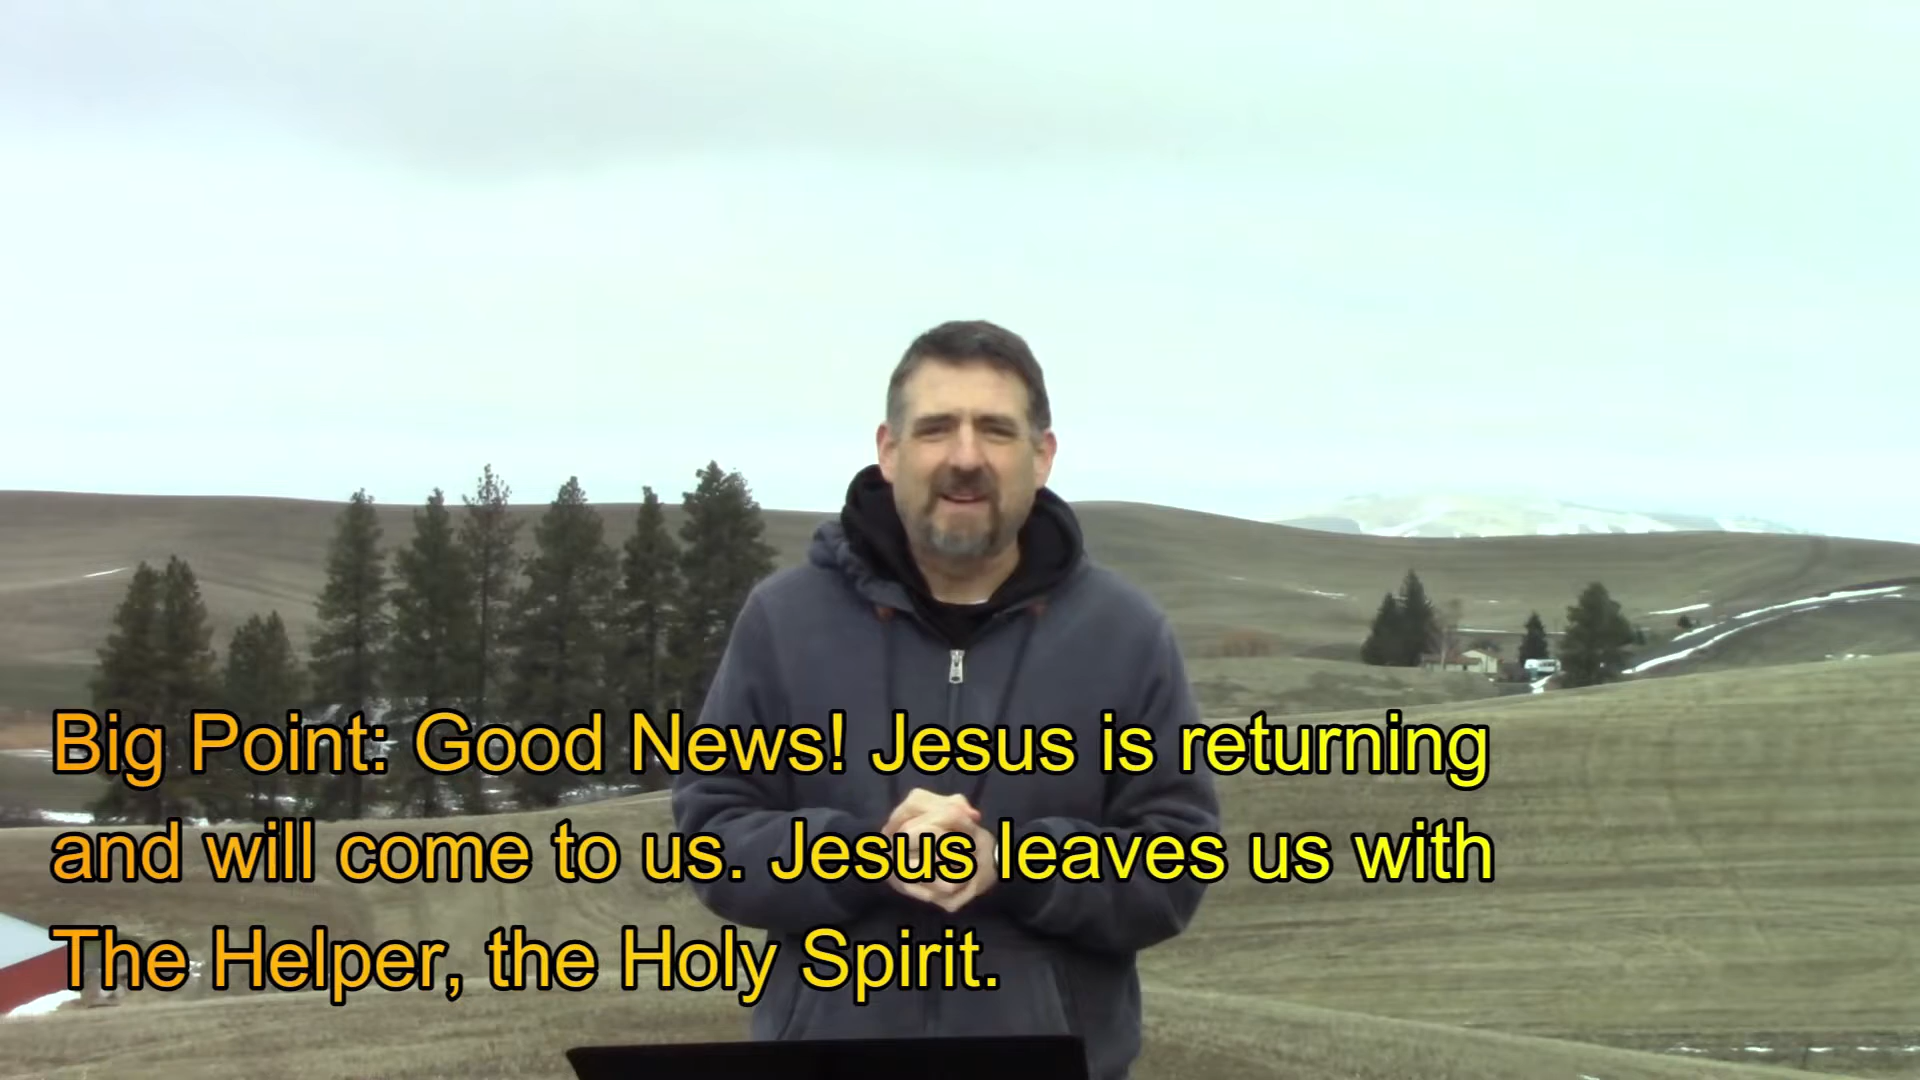 Big Point: Good News! Jesus is returning
and will come to us. Jesus leaves us with
The Helper, the Holy Spirit.